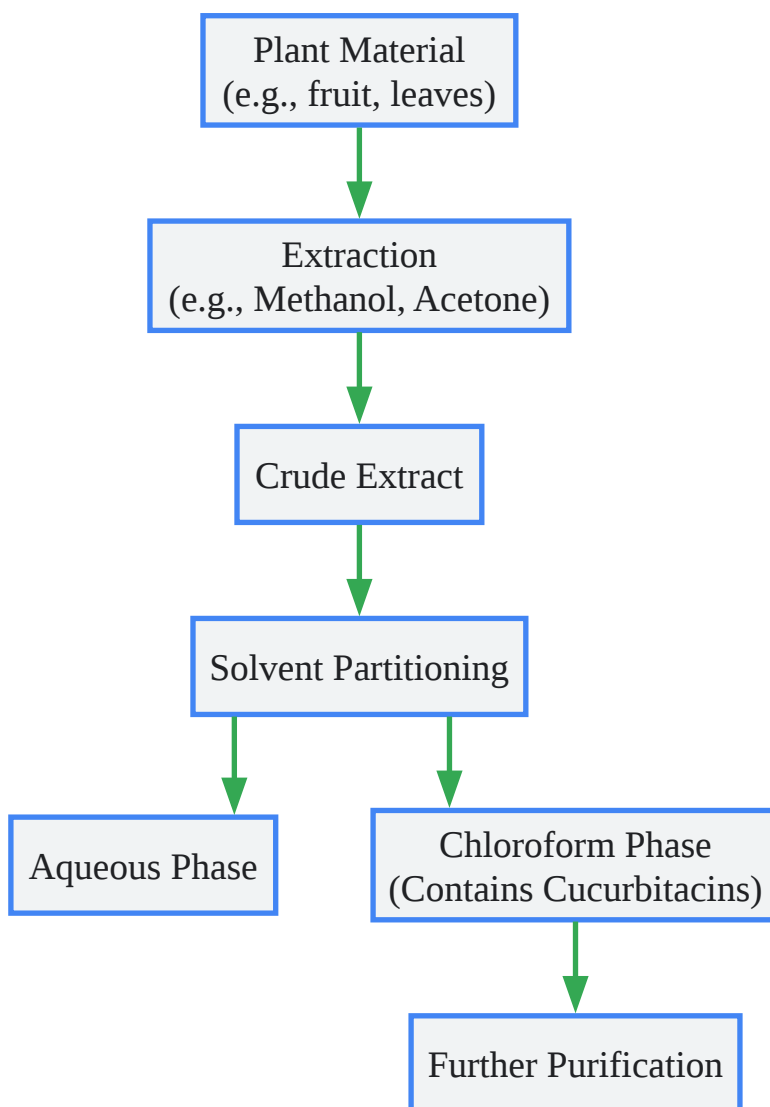 Plant Material
(e.g., fruit, leaves)
Extraction
(e.g., Methanol, Acetone)
Crude Extract
Solvent Partitioning
Aqueous Phase
Chloroform Phase
(Contains Cucurbitacins)
Further Purification